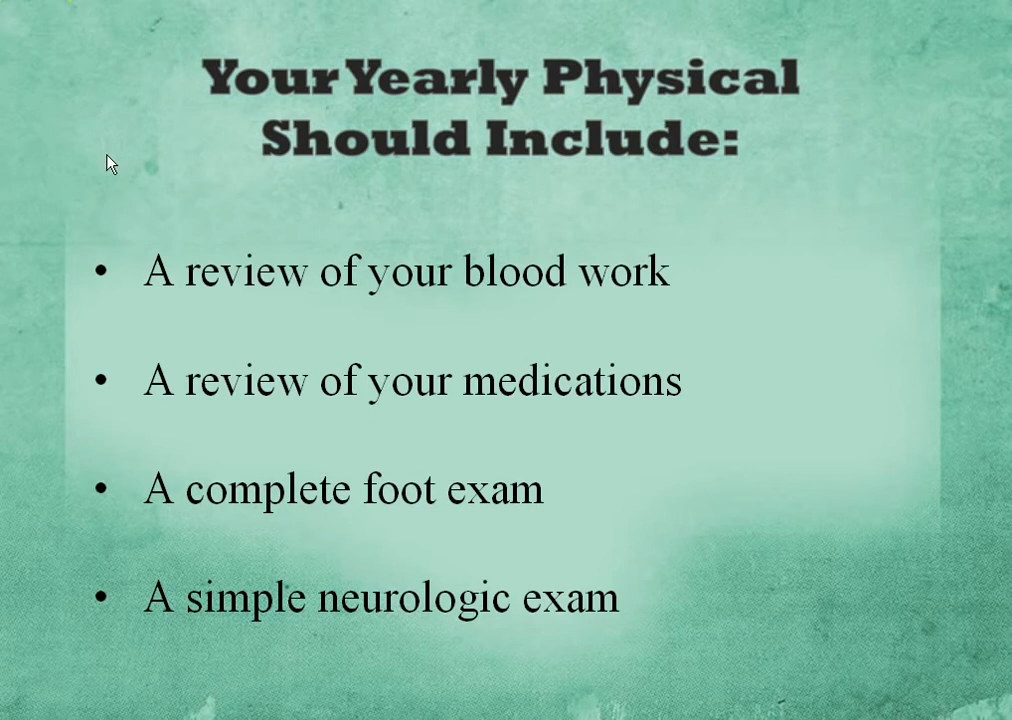 Your Yearly Physical
Should Include:
• A review of your blood work
• A review of your medications
• A complete foot exam
• A simple neurologic exam